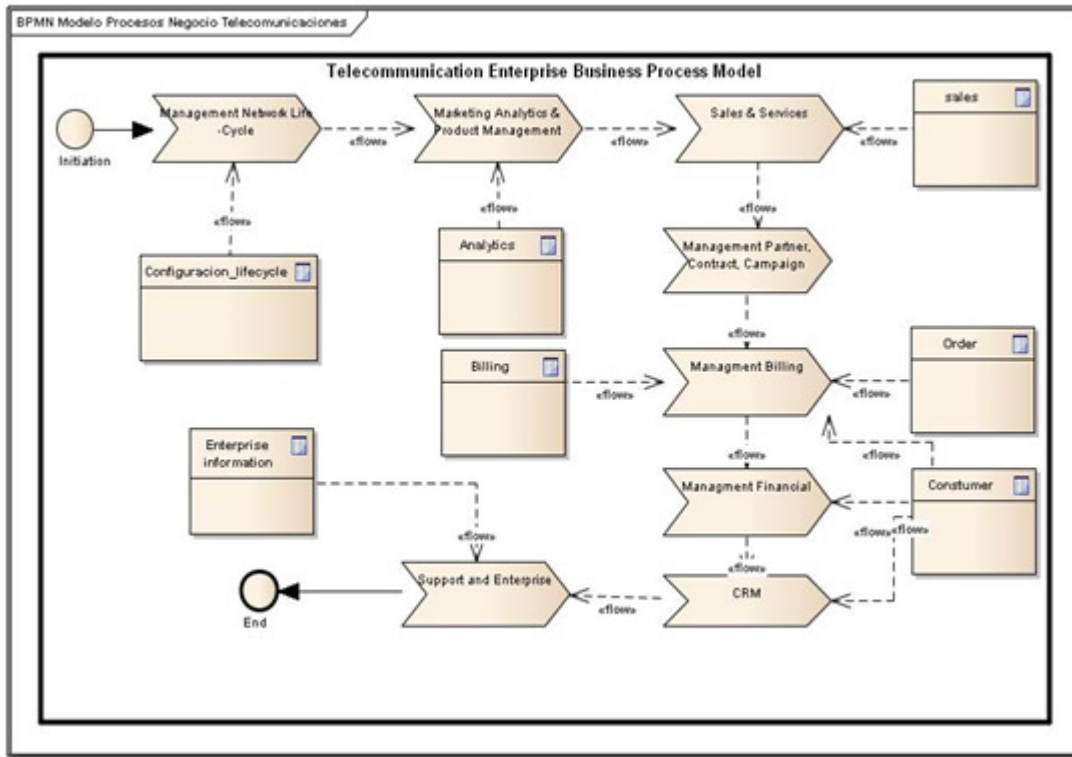 BPMN Modelo Procesos Negocio Telecomunicaciones
Telecommunication Enterprise Business Process Model
Initiation
Management Network Life
-Cycle
«flow»
Marketing Analytics &
Product Management
«flow»
Sales & Services
«flow»
sales
«flow»
Configuracion_lifecycle
«flow»
Analytics
«flow»
Management Partner,
Contract, Campaign
«flow»
Billing
«flow»
Managment Billing
«flow»
Order
«flow»
«flow»
Enterprise
information
Managment Financial
Constumer
«flow»
«flow»
«flow»
«flow»
Support and Enterprise
«flow»
CRM
End